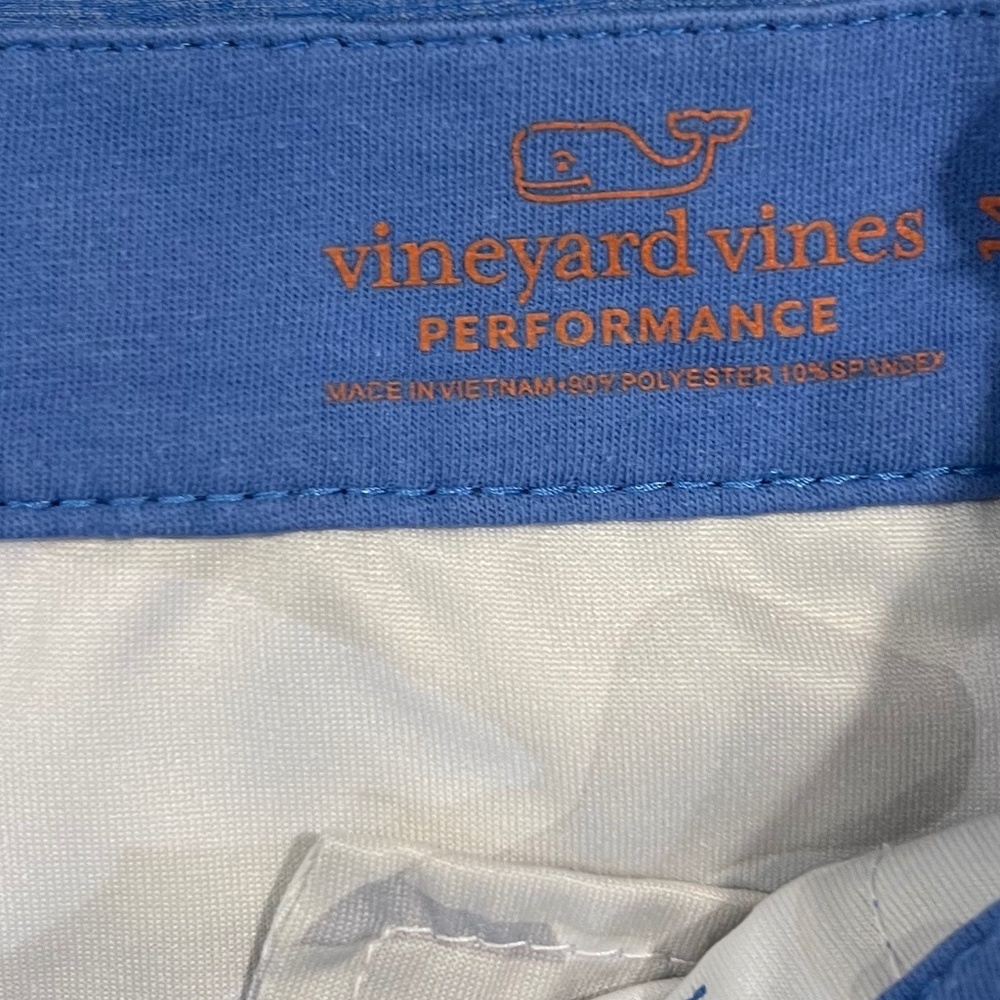 vineyard vines
PERFORMANCE
MADE IN VIETNAM•90% POLYESTER 10% SPANDEX